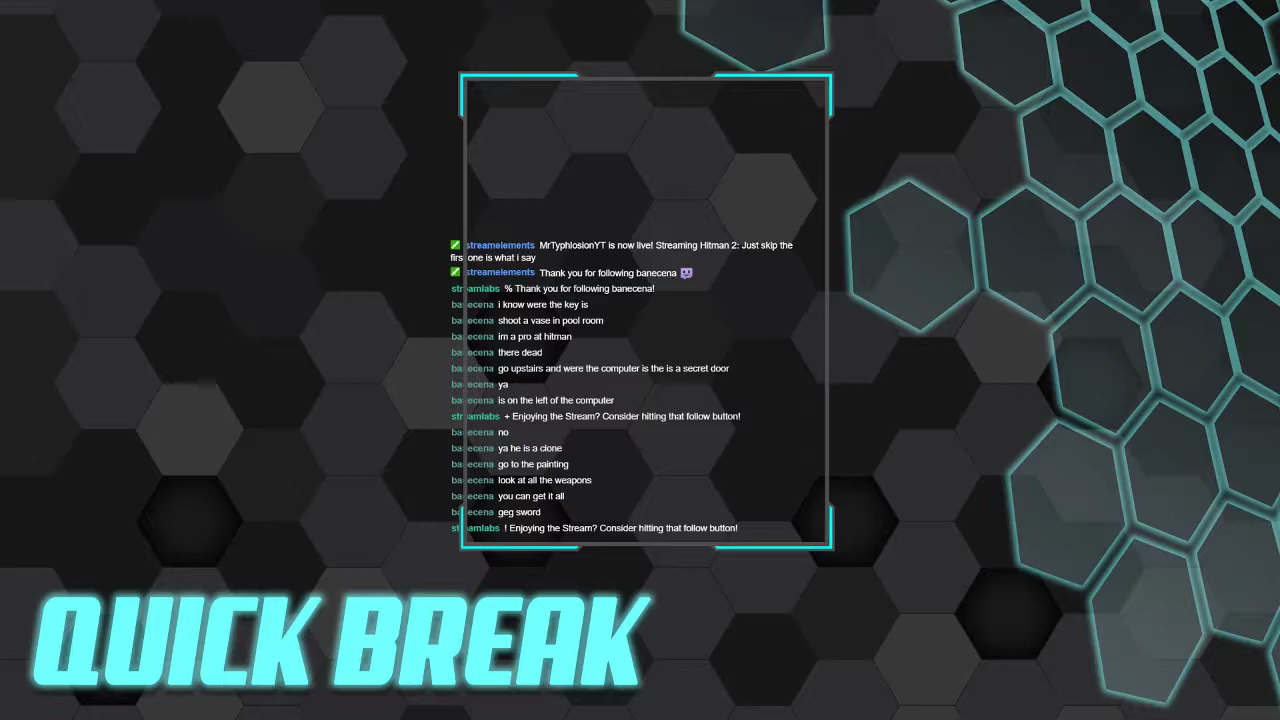 streamelements MrTyphlosionYT is now live! Streaming Hitman 2: Just skip the
first one is what i say
streamelements Thank you for following banecena
streamlabs % Thank you for following banecena!
banecena i know were the key is
banecena shoot a vase in pool room
banecena im a pro at hitman
banecena there dead
banecena go upstairs and were the computer is the is a secret door
banecena ya
banecena is on the left of the computer
streamlabs + Enjoying the Stream? Consider hitting that follow button!
banecena no
banecena ya he is a clone
banecena go to the painting
banecena look at all the weapons
banecena you can get it all
banecena geg sword
streamlabs ! Enjoying the Stream? Consider hitting that follow button!
QUICK BREAK